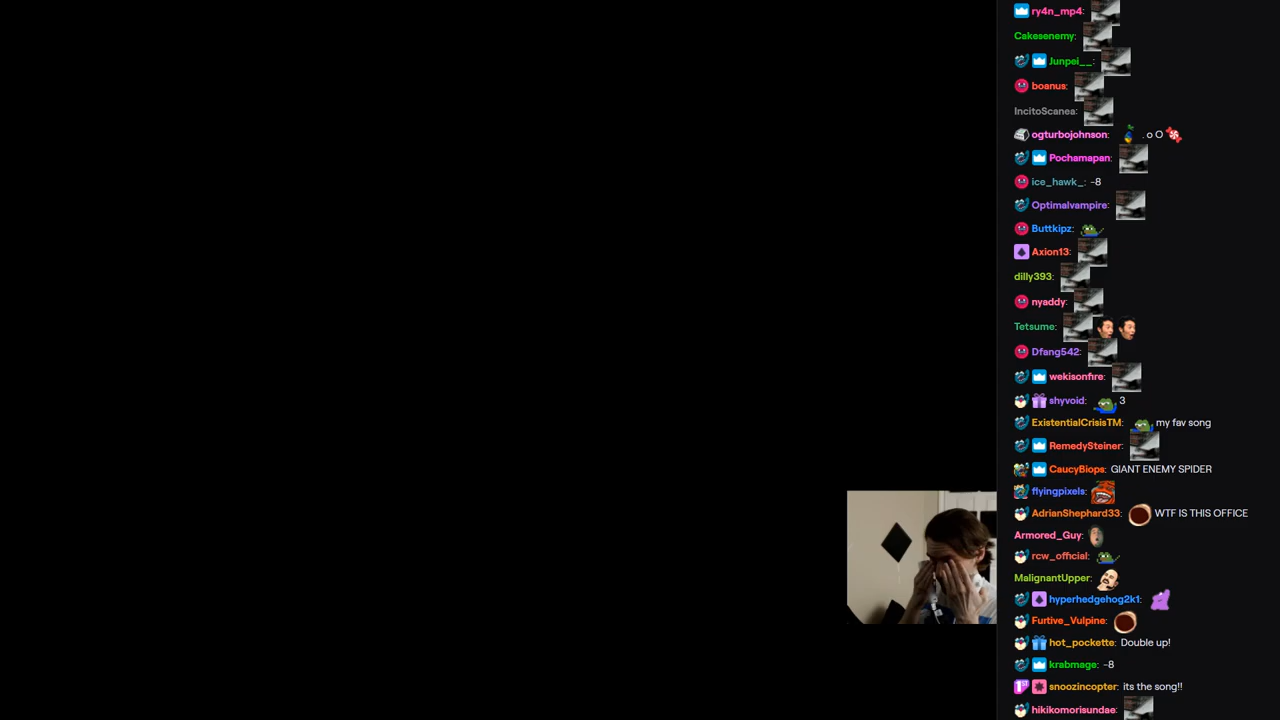 ry4n_mp4:
Cakesenemy:
Junpei__:
boanus:
IncitoScanea:
ogturbojohnson: . o O
Pochamapan:
ice_hawk_: -8
Optimalvampire:
Buttkipz:
Axion13:
dilly393:
nyaddy:
Tetsume:
Dfang542:
wekisonfire:
shyvoid: 3
ExistentialCrisisTM: my fav song
RemedySteiner:
CaucyBiops: GIANT ENEMY SPIDER
flyingpixels:
AdrianShephard33: WTF IS THIS OFFICE
Armored_Guy:
rcw_official:
MalignantUpper:
hyperhedgehog2k1:
Furtive_Vulpine:
hot_pockette: Double up!
krabmage: -8
snoozincopter: its the song!!
hikikomorisundae: